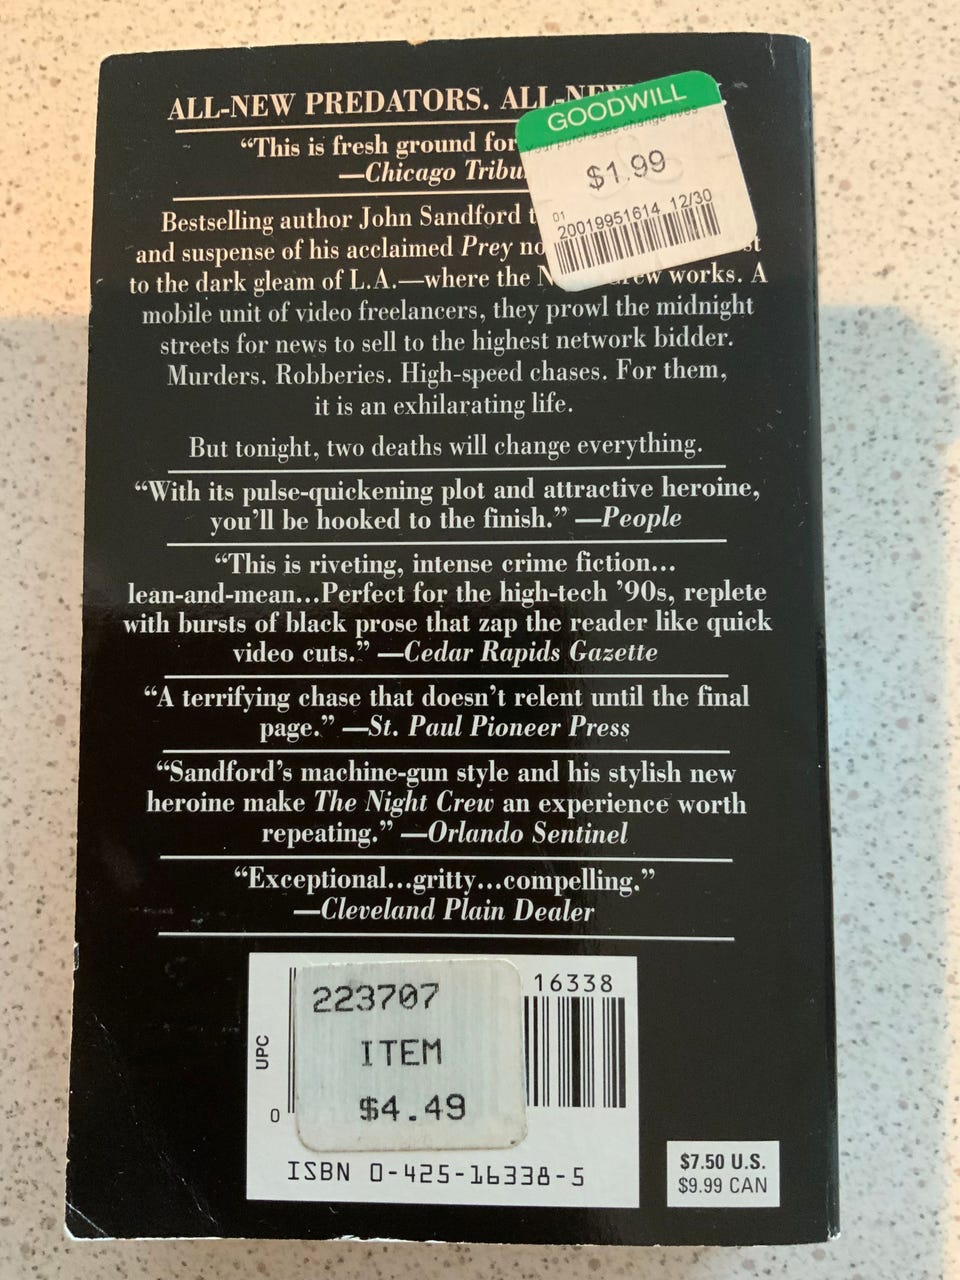 ALL-NEW PREDATORS. ALL-NEW
GOODWILL
Your purchases change lives
$1.99
01
20019951614 12/30
“This is fresh ground for
—Chicago Tribu
Bestselling author John Sandford t
and suspense of his acclaimed Prey no st
to the dark gleam of L.A.—where the N rew works. A
mobile unit of video freelancers, they prowl the midnight
streets for news to sell to the highest network bidder.
Murders. Robberies. High-speed chases. For them,
it is an exhilarating life.
But tonight, two deaths will change everything.
“With its pulse-quickening plot and attractive heroine,
you’ll be hooked to the finish.” —People
“This is riveting, intense crime fiction...
lean-and-mean...Perfect for the high-tech ’90s, replete
with bursts of black prose that zap the reader like quick
video cuts.” —Cedar Rapids Gazette
“A terrifying chase that doesn’t relent until the final
page.” —St. Paul Pioneer Press
“Sandford’s machine-gun style and his stylish new
heroine make The Night Crew an experience worth
repeating.” —Orlando Sentinel
“Exceptional...gritty...compelling.”
—Cleveland Plain Dealer
16338
223707
ITEM
$4.49
UPC
0
ISBN 0-425-16338-5
$7.50 U.S.
$9.99 CAN